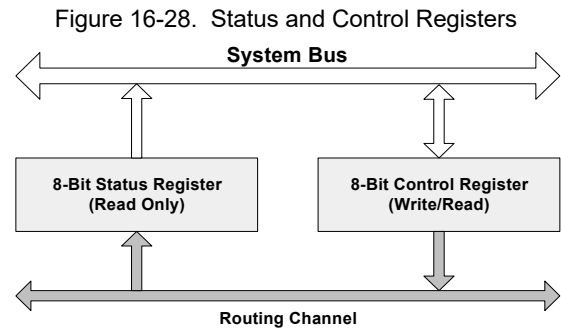 Figure 16-28. Status and Control Registers
System Bus
8-Bit Status Register
(Read Only)
8-Bit Control Register
(Write/Read)
Routing Channel